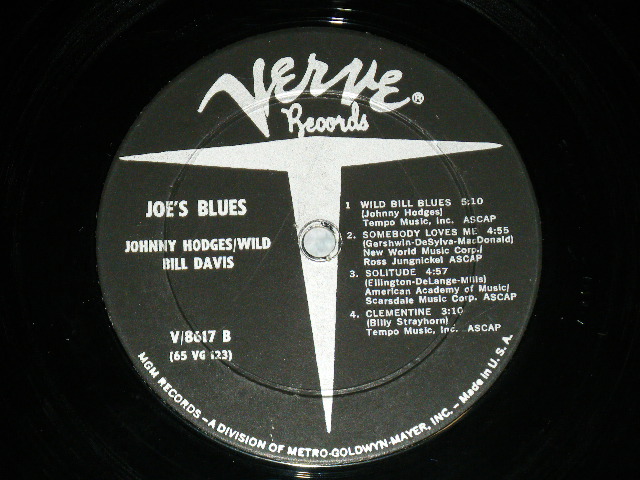 Verve®
Records
JOE'S BLUES
JOHNNY HODGES/WILD
BILL DAVIS
V/8617 B
(65 VG 123)
1 WILD BILL BLUES 5:10
(Johnny Hodges)
Tempo Music, Inc. ASCAP
2. SOMEBODY LOVES ME 4:55
(Gershwin-DeSylva-MacDonald)
New World Music Corp./
Ross Jungnickel ASCAP
3. SOLITUDE 4:57
(Ellington-DeLange-Mills)
American Academy of Music/
Scarsdale Music Corp. ASCAP
4. CLEMENTINE 3:10
(Billy Strayhorn)
Tempo Music, Inc. ASCAP
MGM RECORDS – A DIVISION OF METRO-GOLDWYN-MAYER, INC. – Made in U. S. A.